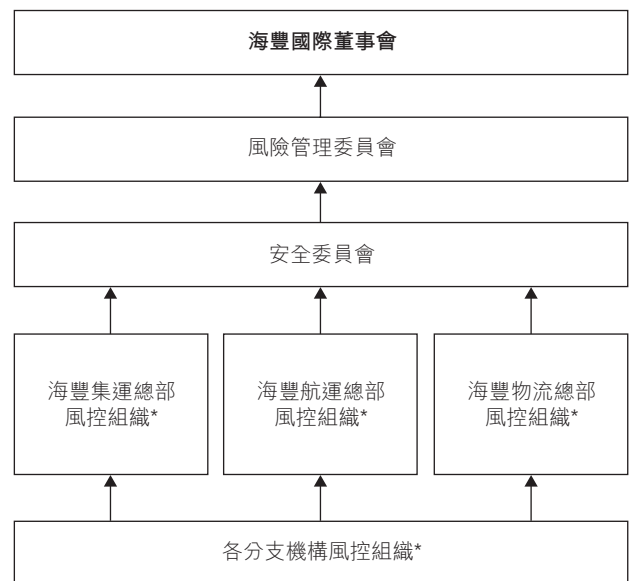 海豐國際董事會
風險管理委員會
安全委員會
海豐集運總部
風控組織*
海豐航運總部
風控組織*
海豐物流總部
風控組織*
各分支機構風控組織*